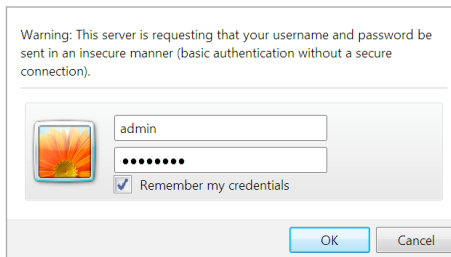 Warning: This server is requesting that your username and password be
sent in an insecure manner (basic authentication without a secure
connection).
admin
●●●●●●●●
Remember my credentials
OK
Cancel